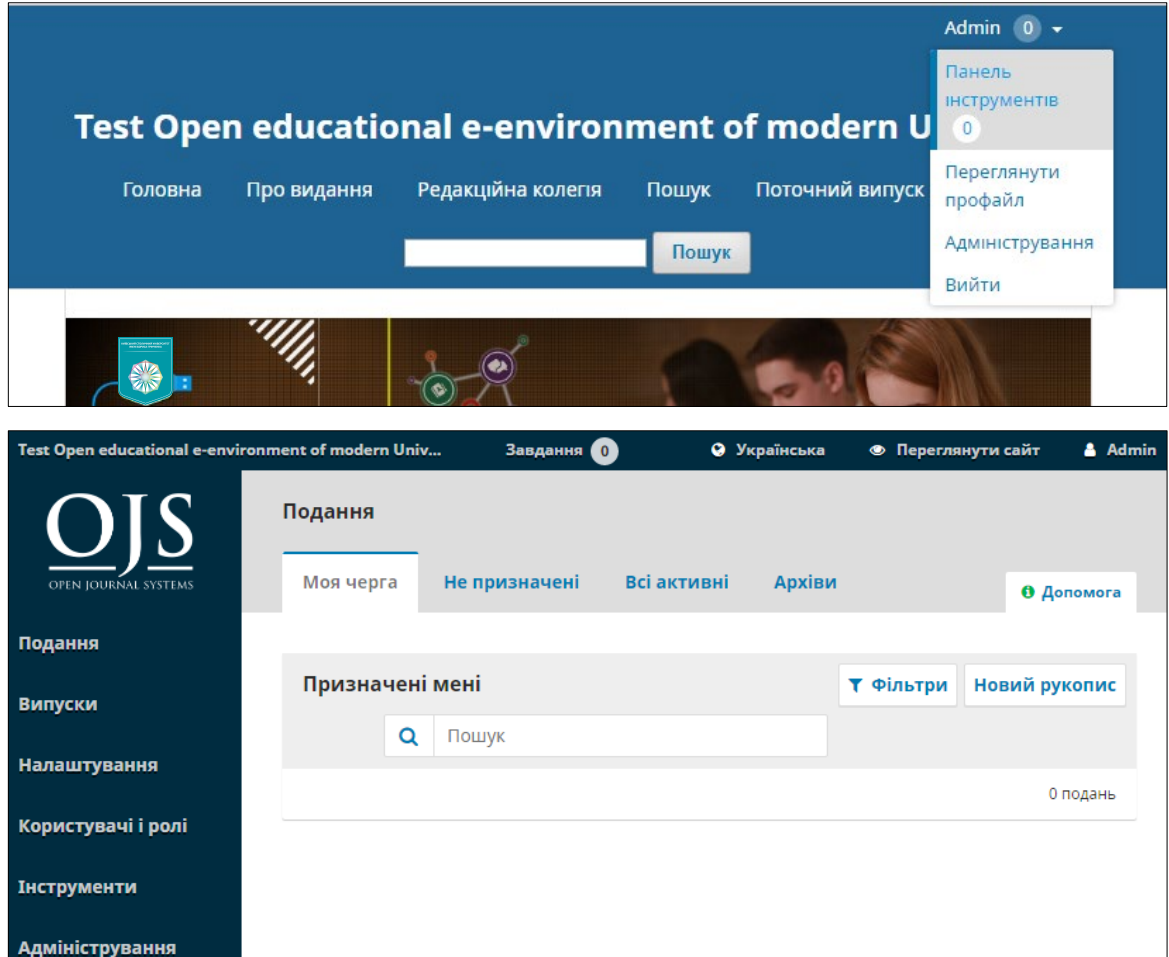 Admin 0
Панель
інструментів
0
Test Open educational e-environment of modern U
Головна Про видання Редакційна колегія Пошук Поточний випуск
Переглянути
профайл
Пошук
Адміністрування
Вийти
Test Open educational e-environment of modern Univ... Завдання 0 Українська Переглянути сайт Admin
OJS
OPEN JOURNAL SYSTEMS
Подання
Моя черга Не призначені Всі активні Архіви Допомога
Подання
Випуски
Налаштування
Користувачі і ролі
Інструменти
Адміністрування
Призначені мені Фільтри Новий рукопис
Пошук
0 подань